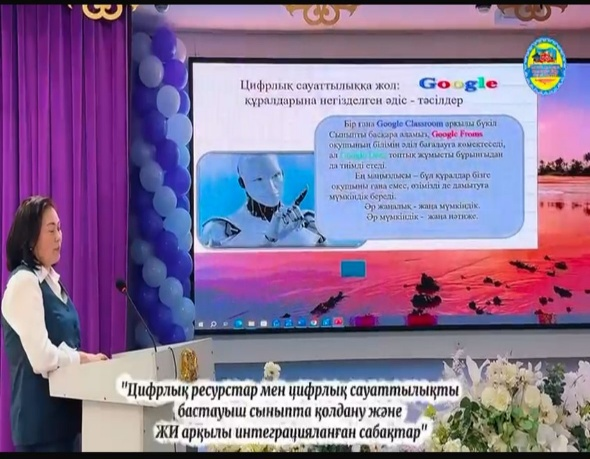 Цифрлық сауаттылыққа жол: Google
құралдарына негізделген әдіс - тәсілдер
Бір ғана Google Classroom арқылы бүкіл
Сыныпты басқара аламыз, Google Froms
оқушының білімін әділ бағалауға көмектеседі,
ал топтық жұмысты бұрынғыдан
да тиімді етеді.
Ең маңыздысы – бұл құралдар бізге
оқушыны ғана емес, өзімізді де дамытуға
мүмкіндік береді.
Әр жаңалық - жаңа мүмкіндік.
Әр мүмкіндік - жаңа нәтиже.
"Цифрлық ресурстар мен цифрлық сауаттылықты
бастауыш сыныпта қолдану және
ЖИ арқылы интеграцияланған сабақтар"